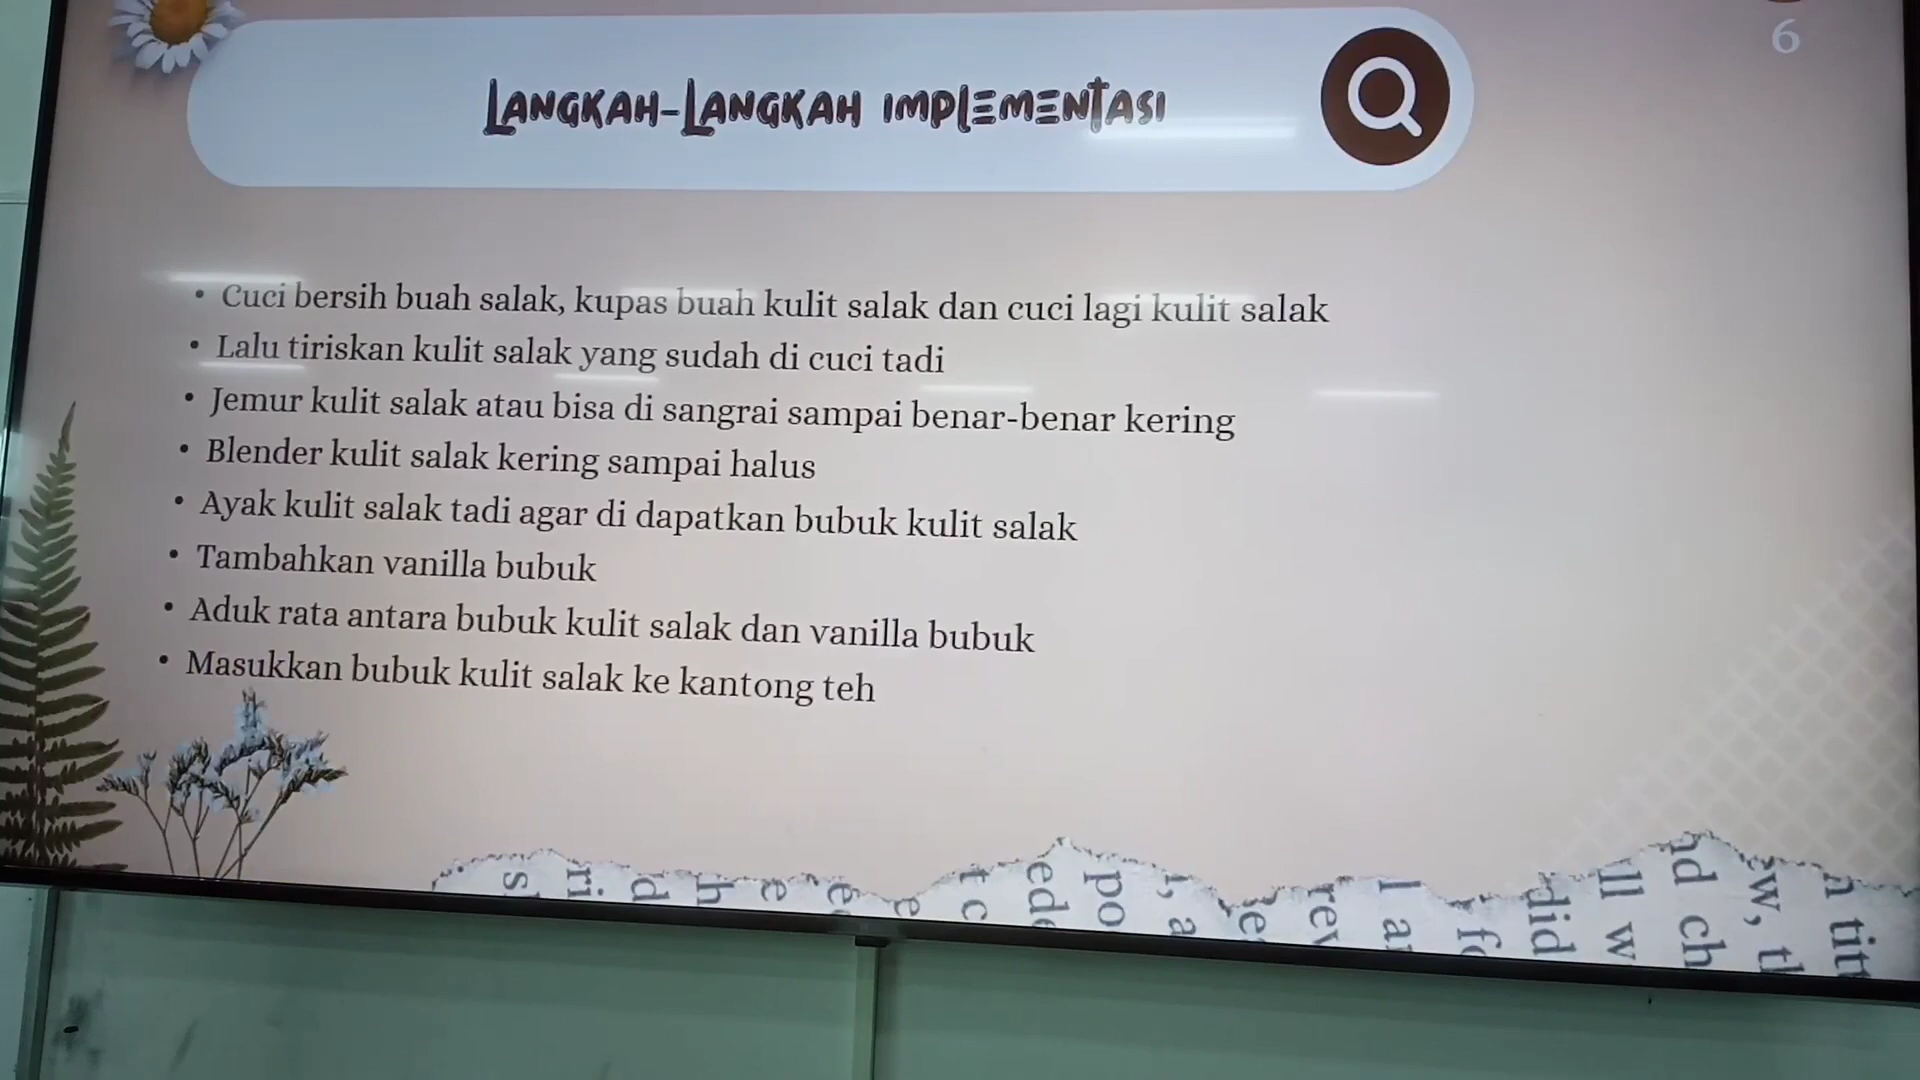 6
Langkah-Langkah implementasi
• Cuci bersih buah salak, kupas buah kulit salak dan cuci lagi kulit salak
• Lalu tiriskan kulit salak yang sudah di cuci tadi
• Jemur kulit salak atau bisa di sangrai sampai benar-benar kering
• Blender kulit salak kering sampai halus
• Ayak kulit salak tadi agar di dapatkan bubuk kulit salak
• Tambahkan vanilla bubuk
• Aduk rata antara bubuk kulit salak dan vanilla bubuk
• Masukkan bubuk kulit salak ke kantong teh